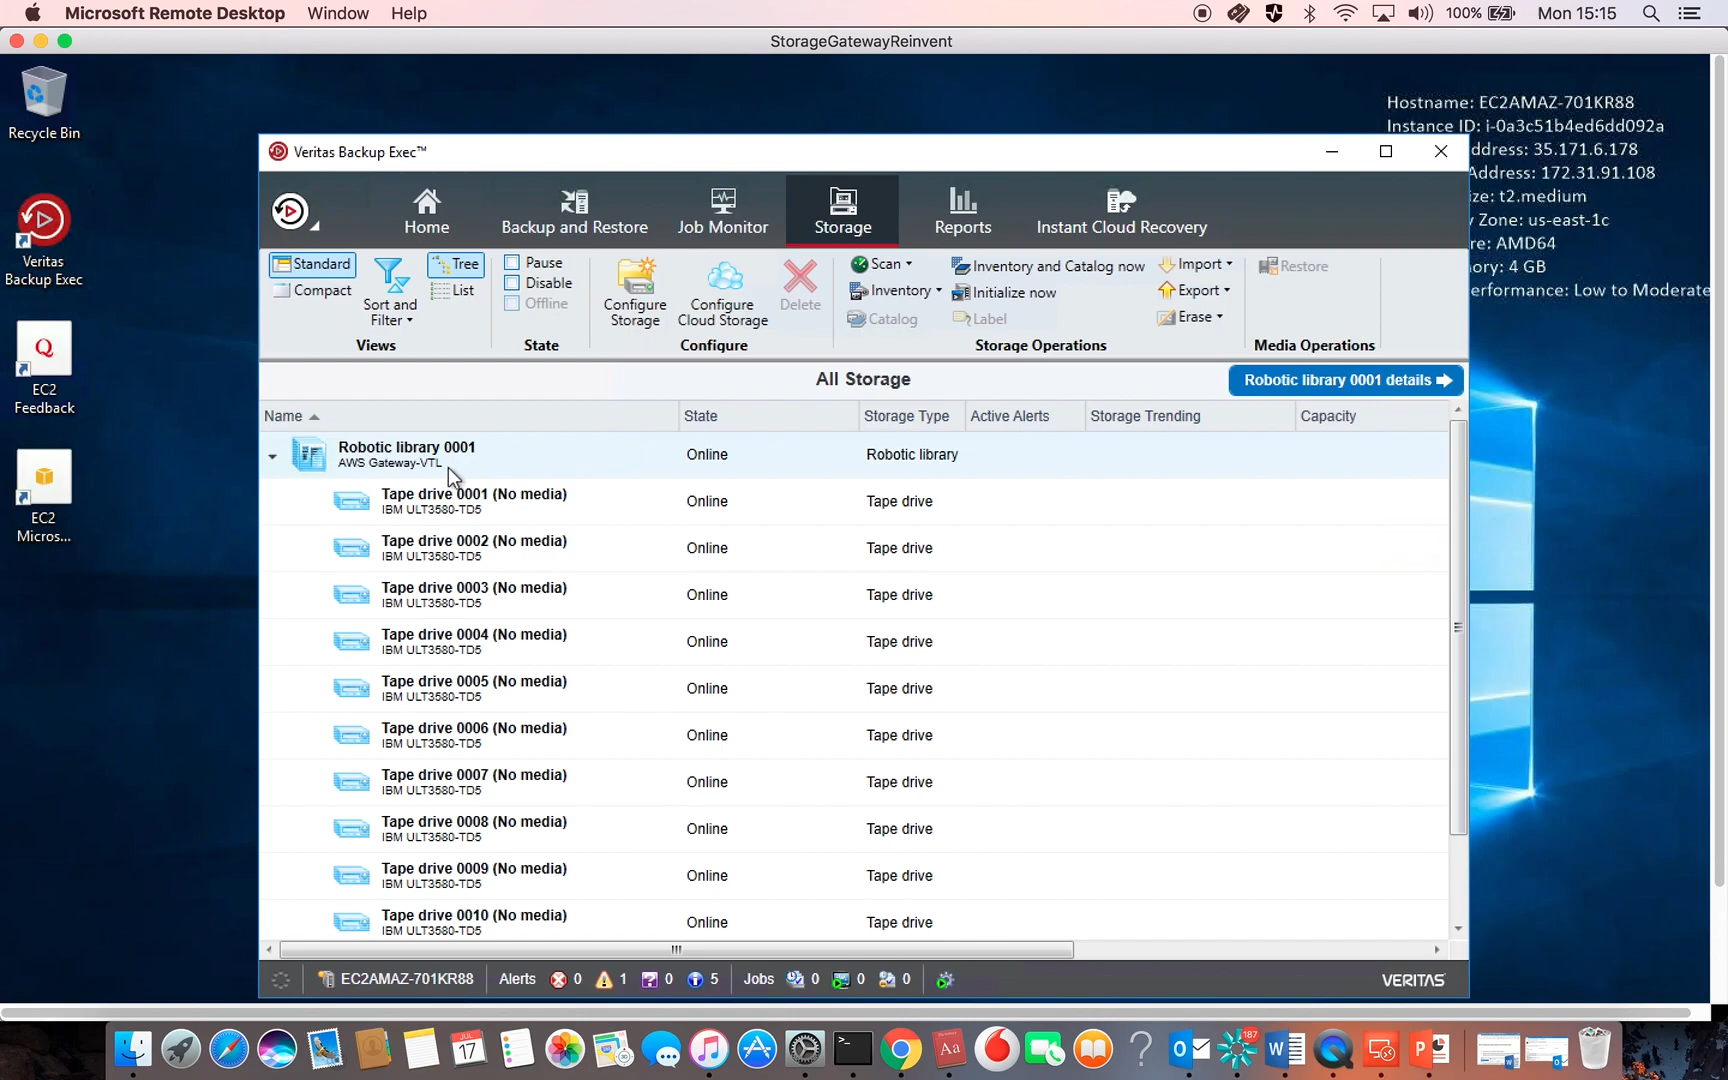 Microsoft Remote Desktop Window Help
100% Mon 15:15
StorageGatewayReinvent
Recycle Bin
Veritas
Backup Exec
Q
EC2
Feedback
EC2
Micros...
Hostname: EC2AMAZ-701KR88
Instance ID: i-0a3c51b4ed6dd092a
ddress: 35.171.6.178
Address: 172.31.91.108
ize: t2.medium
y Zone: us-east-1c
re: AMD64
ory: 4 GB
erformance: Low to Moderate
Veritas Backup Exec™
Home
Backup and Restore
Job Monitor
Storage
Reports
Instant Cloud Recovery
Standard
Compact
Sort and
Filter
Tree
List
Views
Pause
Disable
Offline
State
Configure
Storage
Configure
Cloud Storage
Delete
Configure
Scan
Inventory
Catalog
Inventory and Catalog now
Initialize now
Label
Import
Export
Erase
Storage Operations
Restore
Media Operations
All Storage
Robotic library 0001 details
Name State Storage Type Active Alerts Storage Trending Capacity
Robotic library 0001 Online Robotic library
AWS Gateway-VTL
Tape drive 0001 (No media) Online Tape drive
IBM ULT3580-TD5
Tape drive 0002 (No media) Online Tape drive
IBM ULT3580-TD5
Tape drive 0003 (No media) Online Tape drive
IBM ULT3580-TD5
Tape drive 0004 (No media) Online Tape drive
IBM ULT3580-TD5
Tape drive 0005 (No media) Online Tape drive
IBM ULT3580-TD5
Tape drive 0006 (No media) Online Tape drive
IBM ULT3580-TD5
Tape drive 0007 (No media) Online Tape drive
IBM ULT3580-TD5
Tape drive 0008 (No media) Online Tape drive
IBM ULT3580-TD5
Tape drive 0009 (No media) Online Tape drive
IBM ULT3580-TD5
Tape drive 0010 (No media) Online Tape drive
IBM ULT3580-TD5
EC2AMAZ-701KR88 Alerts 0 1 0 5 Jobs 0 0 0 VERITAS
JUL
17
Aa
187